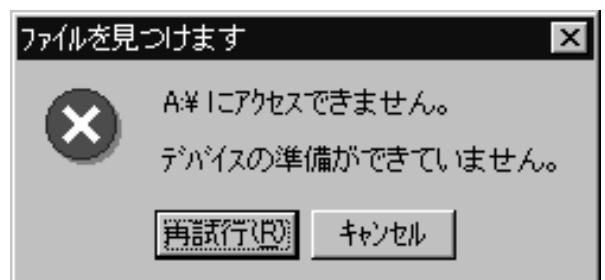 ﾌｧｲﾙを見つけます
A:¥ にｱｸｾｽできません。
ﾃﾞﾊﾞｲｽの準備ができていません。
再試行(R)
ｷｬﾝｾﾙ